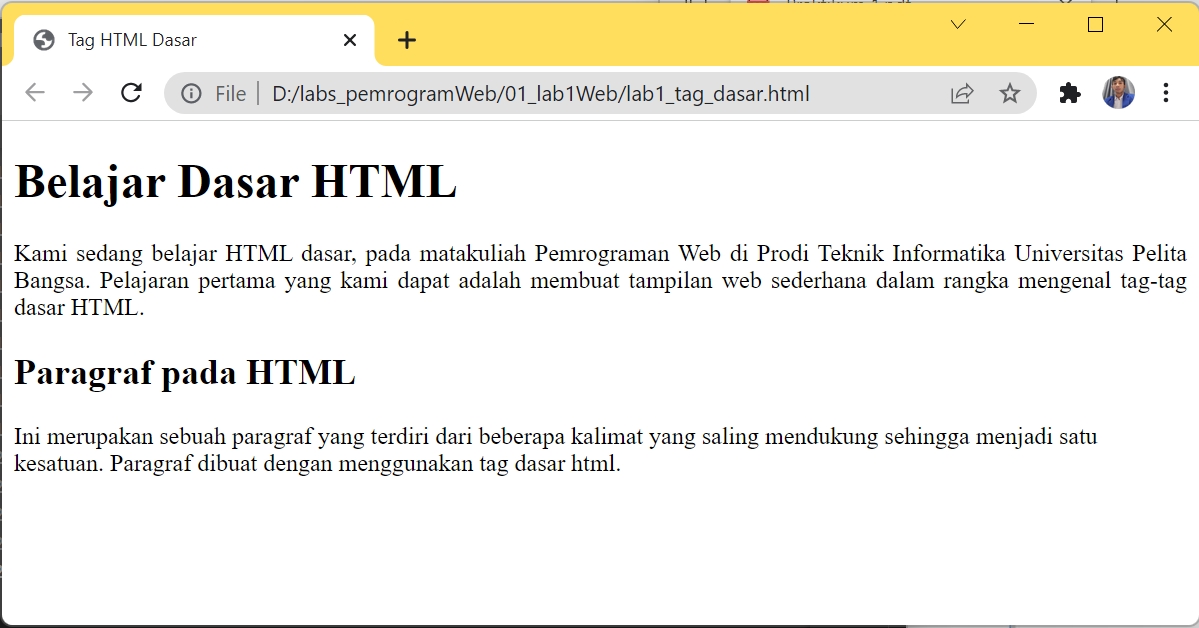 Tag HTML Dasar
File D:/labs_pemrogramWeb/01_lab1Web/lab1_tag_dasar.html
Belajar Dasar HTML
Kami sedang belajar HTML dasar, pada matakuliah Pemrograman Web di Prodi Teknik Informatika Universitas Pelita
Bangsa. Pelajaran pertama yang kami dapat adalah membuat tampilan web sederhana dalam rangka mengenal tag-tag
dasar HTML.
Paragraf pada HTML
Ini merupakan sebuah paragraf yang terdiri dari beberapa kalimat yang saling mendukung sehingga menjadi satu
kesatuan. Paragraf dibuat dengan menggunakan tag dasar html.